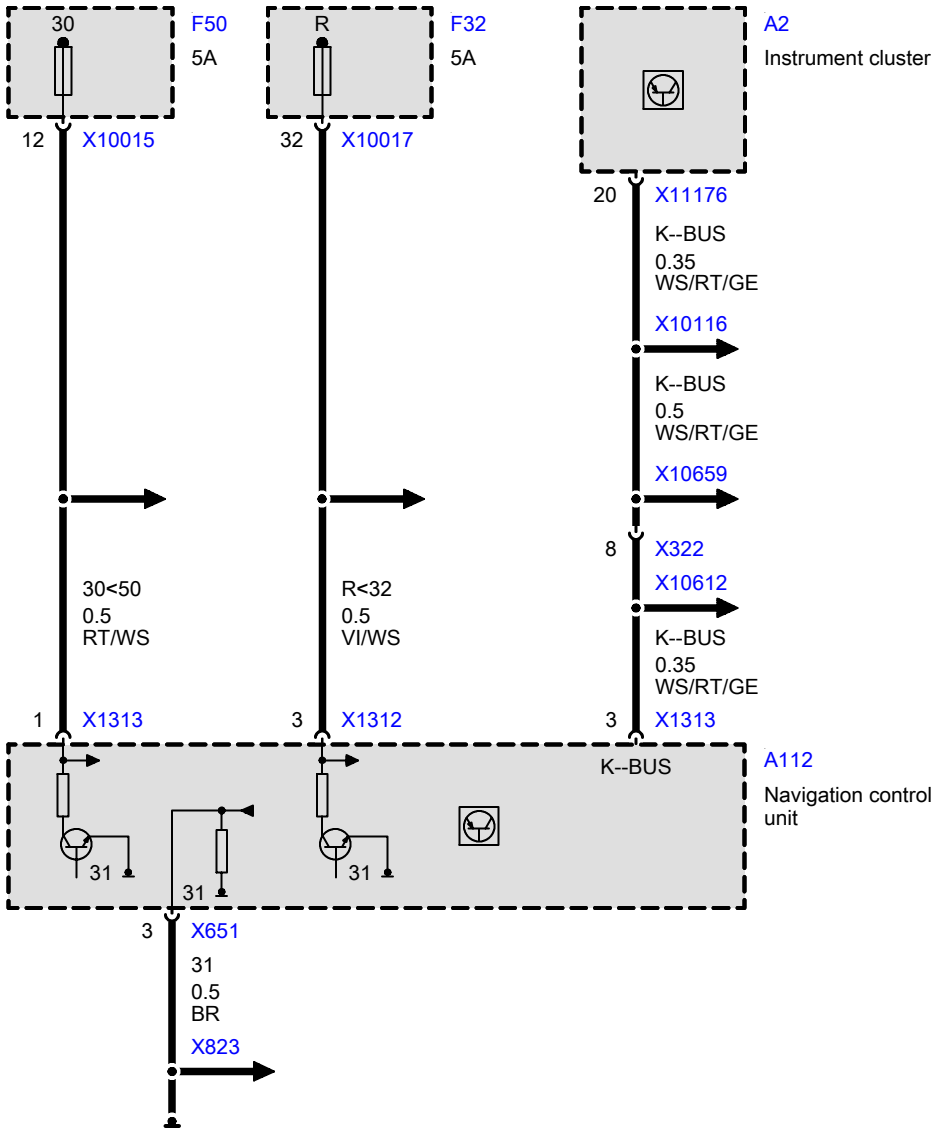 30
F50
5A
R
F32
5A
A2
Instrument cluster
12 X10015
32 X10017
20 X11176
K--BUS
0.35
WS/RT/GE
X10116
K--BUS
0.5
WS/RT/GE
X10659
8 X322
X10612
30<50
0.5
RT/WS
R<32
0.5
VI/WS
K--BUS
0.35
WS/RT/GE
1 X1313
3 X1312
3 X1313
K--BUS
A112
Navigation control
unit
31
31
31
3 X651
31
0.5
BR
X823